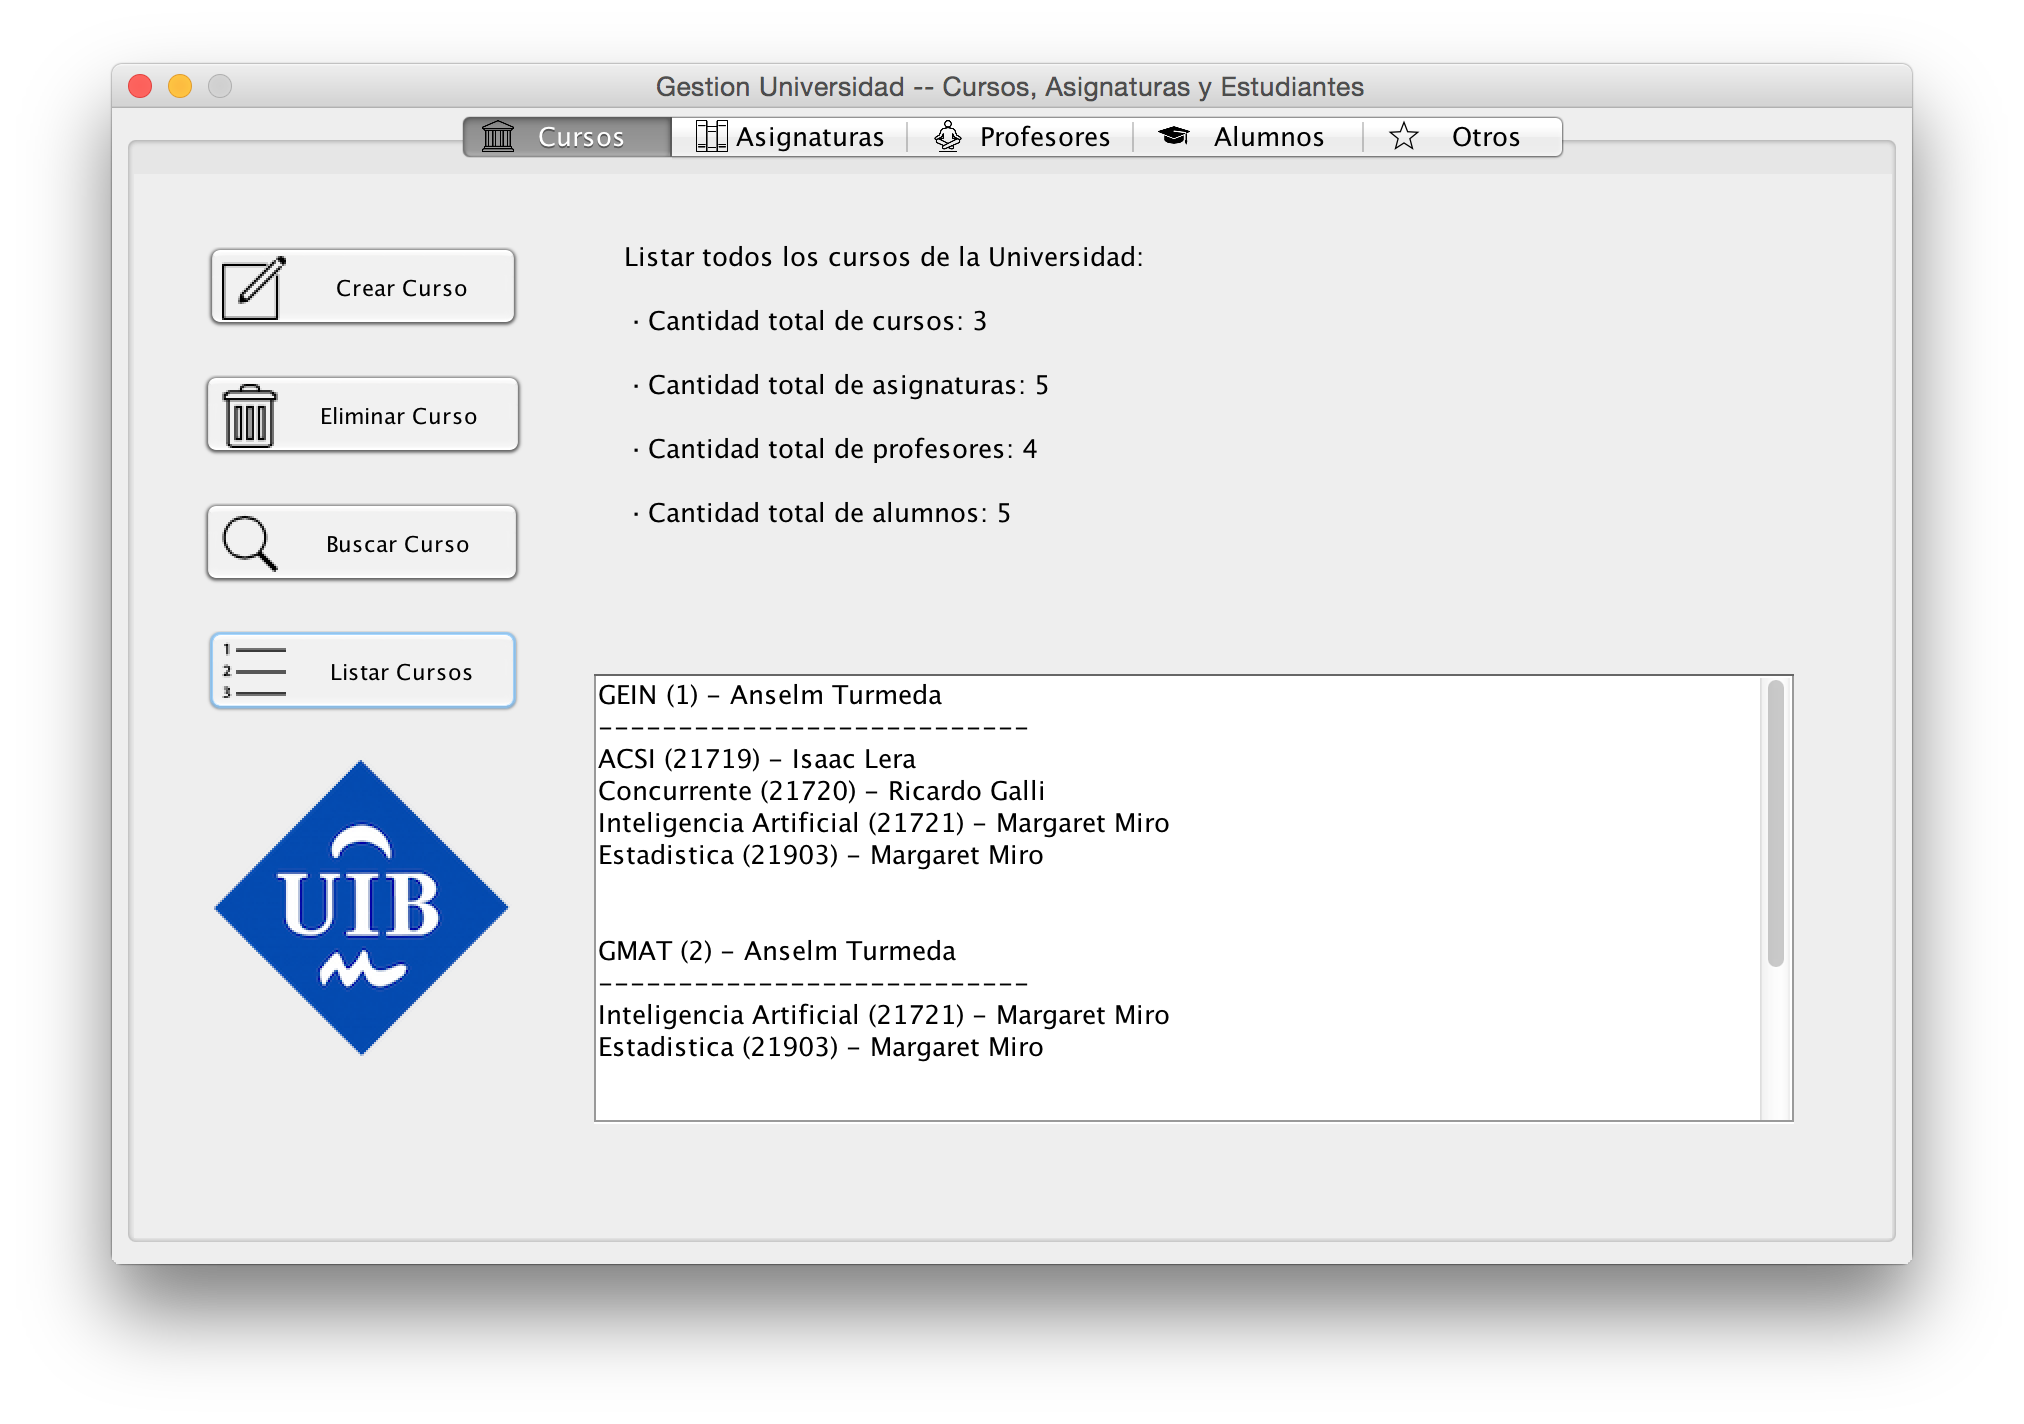 Gestion Universidad -- Cursos, Asignaturas y Estudiantes
Cursos
Asignaturas
Profesores
Alumnos
Otros
Crear Curso
Eliminar Curso
Buscar Curso
1
2
3
Listar Cursos
UIB
Listar todos los cursos de la Universidad:
· Cantidad total de cursos: 3
· Cantidad total de asignaturas: 5
· Cantidad total de profesores: 4
· Cantidad total de alumnos: 5
GEIN (1) - Anselm Turmeda
---------------------------
ACSI (21719) - Isaac Lera
Concurrente (21720) - Ricardo Galli
Inteligencia Artificial (21721) - Margaret Miro
Estadistica (21903) - Margaret Miro
GMAT (2) - Anselm Turmeda
---------------------------
Inteligencia Artificial (21721) - Margaret Miro
Estadistica (21903) - Margaret Miro